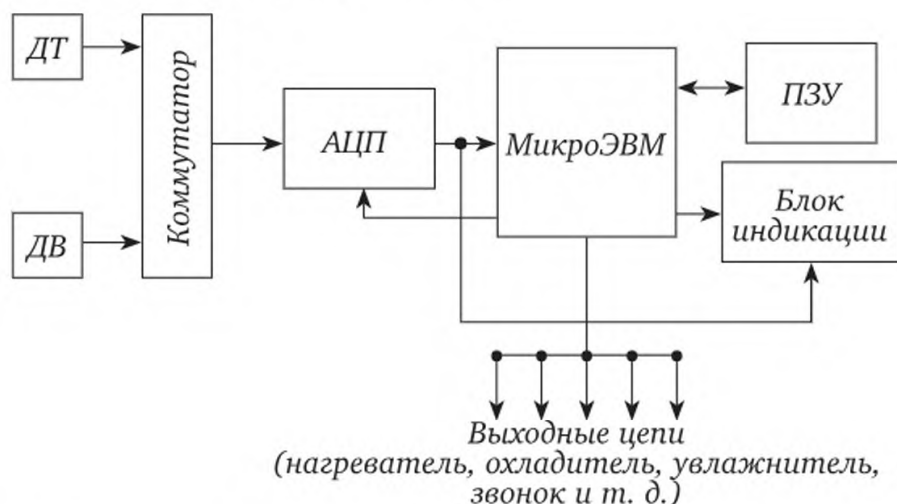 ДТ
ДВ
Коммутатор
АЦП
МикроЭВМ
ПЗУ
Блок
индикации
Выходные цепи
(нагреватель, охладитель, увлажнитель,
звонок и т. д.)